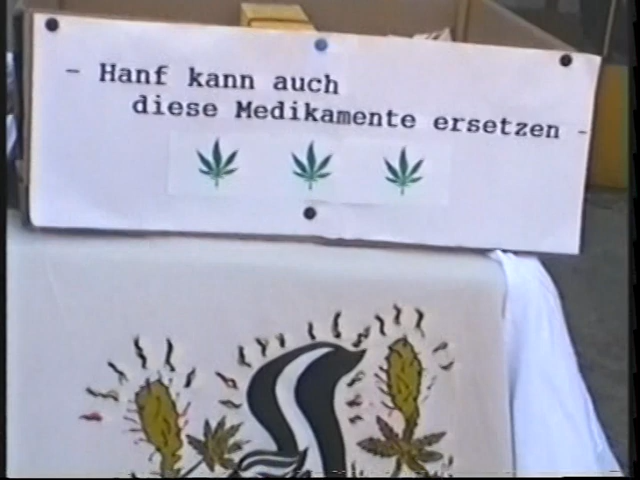 - Hanf kann auch
diese Medikamente ersetzen -